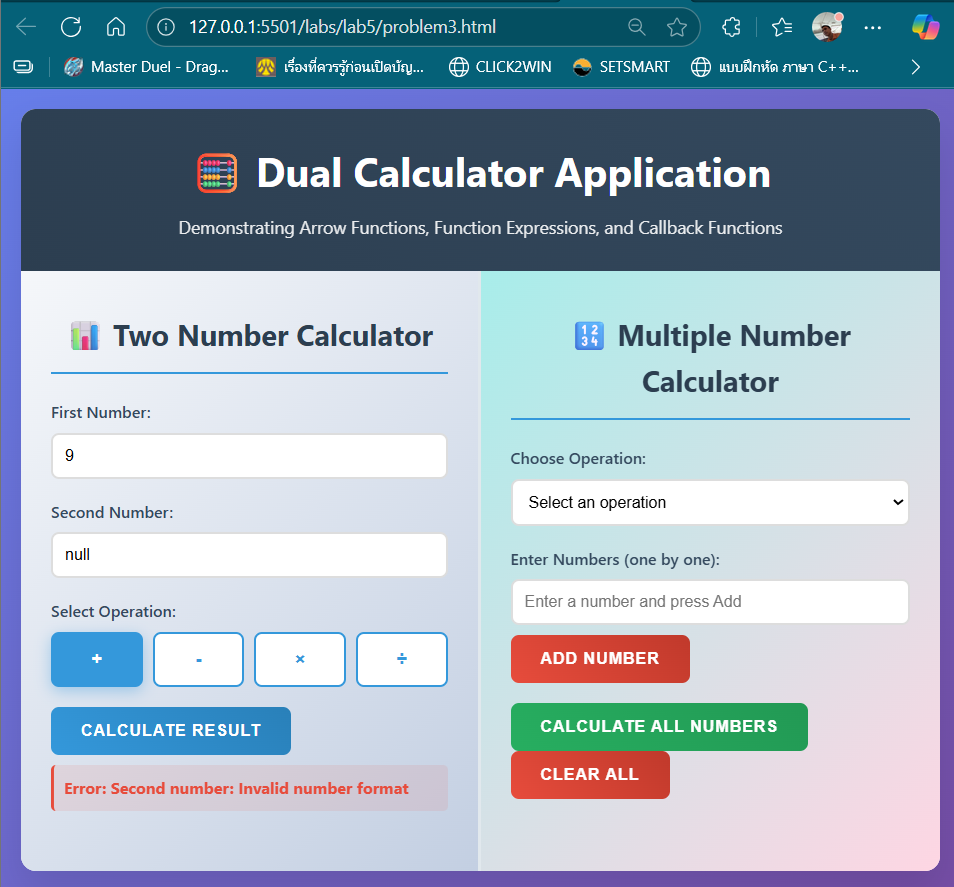 127.0.0.1:5501/labs/lab5/problem3.html
Master Duel - Drag...
เรื่องที่ควรรู้ก่อนเปิดบัญ...
CLICK2WIN
SETSMART
แบบฝึกหัด ภาษา C++...
Dual Calculator Application
Demonstrating Arrow Functions, Function Expressions, and Callback Functions
Two Number Calculator
First Number:
9
Second Number:
null
Select Operation:
+ - × ÷
CALCULATE RESULT
Error: Second number: Invalid number format
1 2
3 4
Multiple Number
Calculator
Choose Operation:
Select an operation
Enter Numbers (one by one):
Enter a number and press Add
ADD NUMBER
CALCULATE ALL NUMBERS
CLEAR ALL